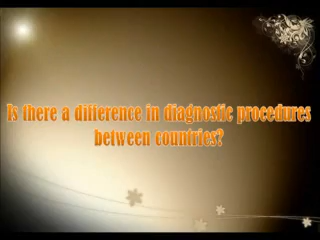 Is there a difference in diagnostic procedures
between countries?